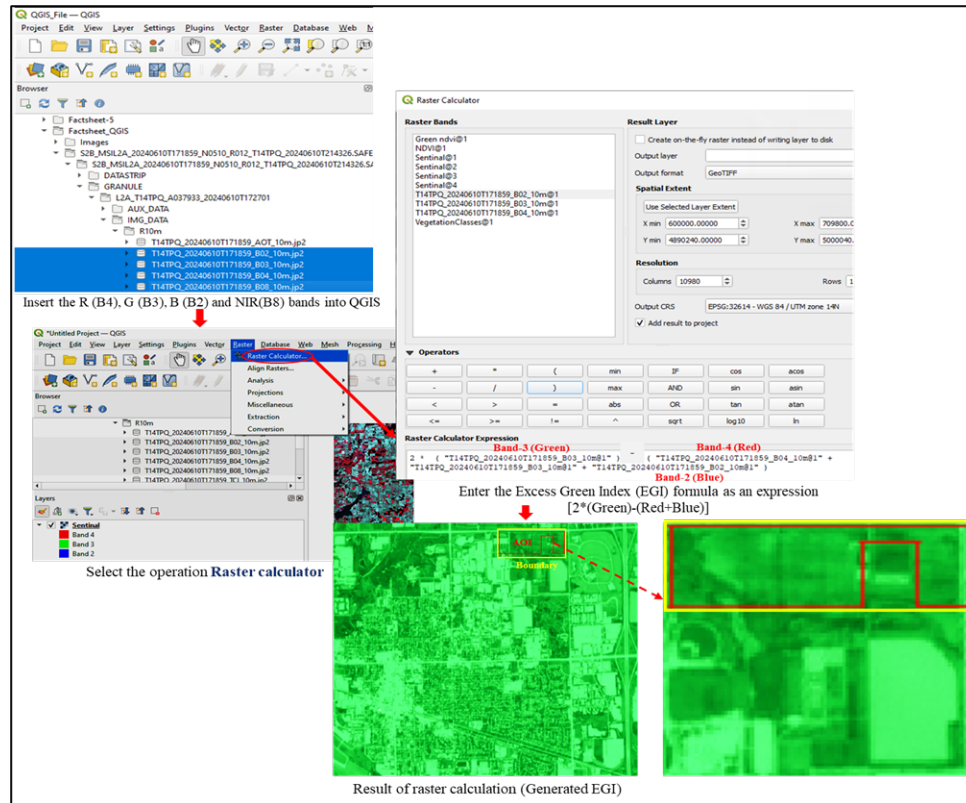 QGIS_File — QGIS
Project Edit View Layer Settings Plugins Vector Raster Database Web M
Browser
Factsheet-5
Factsheet_QGIS
Images
S2B_MSIL2A_20240610T171859_N0510_R012_T14TPQ_20240610T214326.SAFE
S2B_MSIL2A_20240610T171859_N0510_R012_T14TPQ_20240610T214326.SA
DATASTRIP
GRANULE
L2A_T14TPQ_A037933_20240610T172701
AUX_DATA
IMG_DATA
R10m
T14TPQ_20240610T171859_AOT_10m.jp2
T14TPQ_20240610T171859_B02_10m.jp2
T14TPQ_20240610T171859_B03_10m.jp2
T14TPQ_20240610T171859_B04_10m.jp2
T14TPQ_20240610T171859_B08_10m.jp2
Insert the R (B4), G (B3), B (B2) and NIR(B8) bands into QGIS
*Untitled Project — QGIS
Project Edit View Layer Settings Plugins Vector Raster Database Web Mesh Processing H
Raster Calculator...
Align Rasters...
Analysis
Projections
Miscellaneous
Extraction
Conversion
Browser
R10m
T14TPQ_20240610T171859_
T14TPQ_20240610T171859_B02_10m.jp2
T14TPQ_20240610T171859_B03_10m.jp2
T14TPQ_20240610T171859_B04_10m.jp2
T14TPQ_20240610T171859_B08_10m.jp2
T14TPQ_20240610T171859_TCI_10m.jp2
Layers
Sentinal
Band 4
Band 3
Band 2
Select the operation Raster calculator
Raster Calculator
Raster Bands
Green ndvi@1
NDVI@1
Sentinal@1
Sentinal@2
Sentinal@3
Sentinal@4
T14TPQ_20240610T171859_B02_10m@1
T14TPQ_20240610T171859_B03_10m@1
T14TPQ_20240610T171859_B04_10m@1
VegetationClasses@1
Result Layer
Create on-the-fly raster instead of writing layer to disk
Output layer
Output format GeoTIFF
Spatial Extent
Use Selected Layer Extent
X min 600000.00000 X max 709800.0
Y min 4890240.00000 Y max 5000040.
Resolution
Columns 10980 Rows 1
Output CRS EPSG:32614 - WGS 84 / UTM zone 14N
Add result to project
Operators
+ * ( min IF cos acos
- / ) max AND sin asin
< > = abs OR tan atan
<= >= != ^ sqrt log10 ln
Raster Calculator Expression
Band-3 (Green) Band-4 (Red)
2 * ( "T14TPQ_20240610T171859_B03_10m@1" ) - ( "T14TPQ_20240610T171859_B04_10m@1" +
"T14TPQ_20240610T171859_B03_10m@1" + "T14TPQ_20240610T171859_B02_10m@1" )
Band-2 (Blue)
Enter the Excess Green Index (EGI) formula as an expression
[2*(Green)-(Red+Blue)]
AOI
Boundary
Result of raster calculation (Generated EGI)